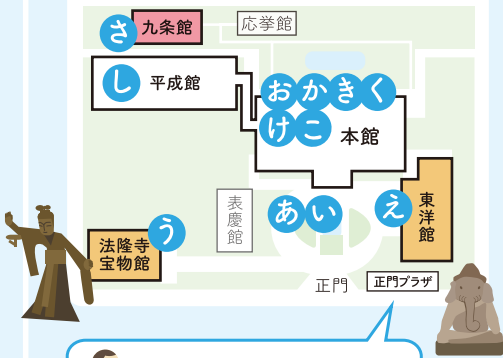 さ
九条館
応挙館
し
平成館
おかきく
けこ
本館
表慶館
あい
え
東洋館
う
法隆寺
宝物館
正門
正門プラザ